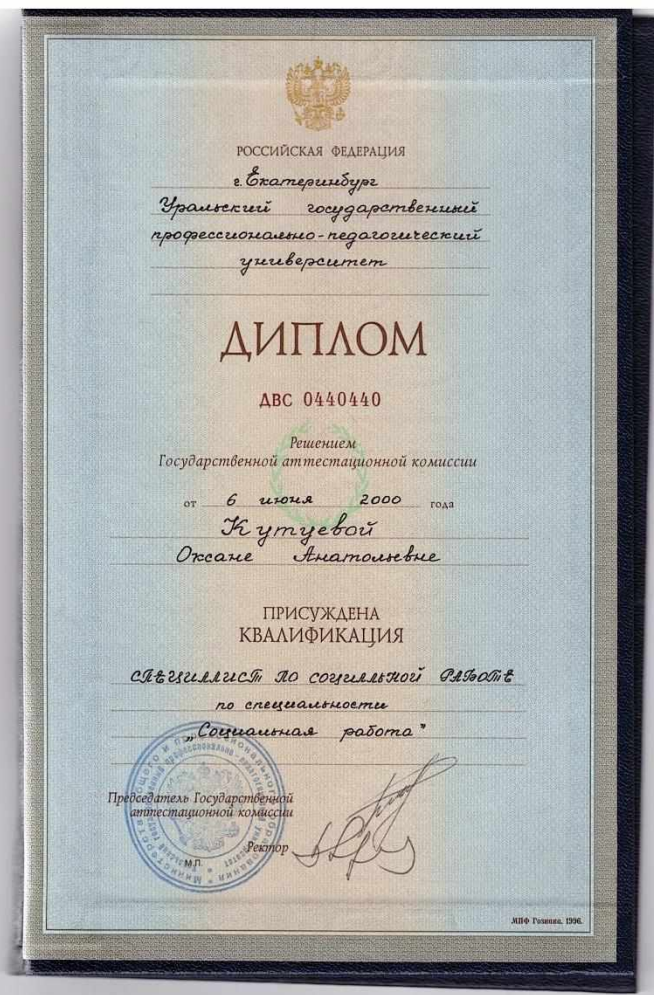 РОССИЙСКАЯ ФЕДЕРАЦИЯ
г. Екатеринбург
Уральский государственный
профессионально-педагогический
университет
ДИПЛОМ
ДВС 0440440
Решением
Государственной аттестационной комиссии
от 6 июня 2000 года
Кутуевой
Оксане Анатольевне
ПРИСУЖДЕНА
КВАЛИФИКАЦИЯ
СПЕЦИАЛИСТ ПО СОЦИАЛЬНОЙ РАБОТЕ
по специальности
„Социальная работа"
Председатель Государственной
аттестационной комиссии
Ректор
М.П.
МПФ Гознака. 1996.